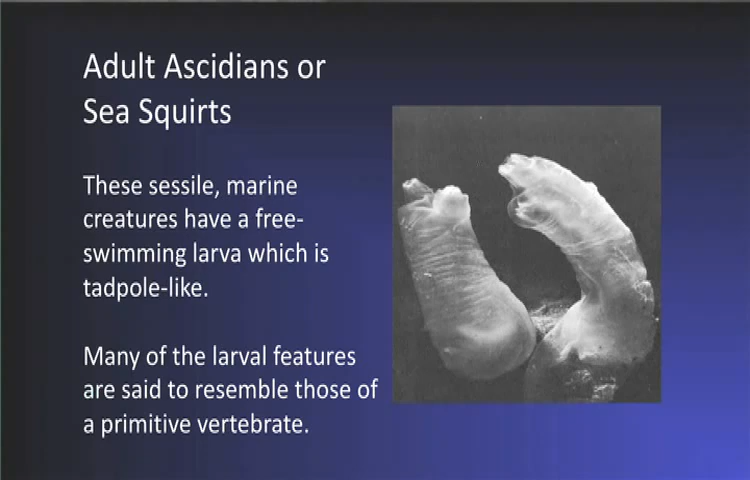 Adult Ascidians or
Sea Squirts
These sessile, marine
creatures have a free-
swimming larva which is
tadpole-like.
Many of the larval features
are said to resemble those of
a primitive vertebrate.